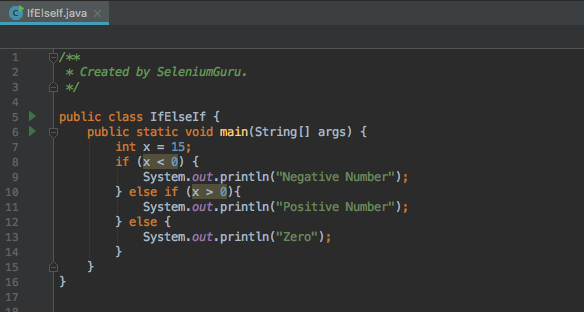 IfElseIf.java
1 /**
2 * Created by SeleniumGuru.
3 */
4
5 public class IfElseIf {
6 public static void main(String[] args) {
7 int x = 15;
8 if (x < 0) {
9 System.out.println("Negative Number");
10 } else if (x > 0){
11 System.out.println("Positive Number");
12 } else {
13 System.out.println("Zero");
14 }
15 }
16 }
17
18